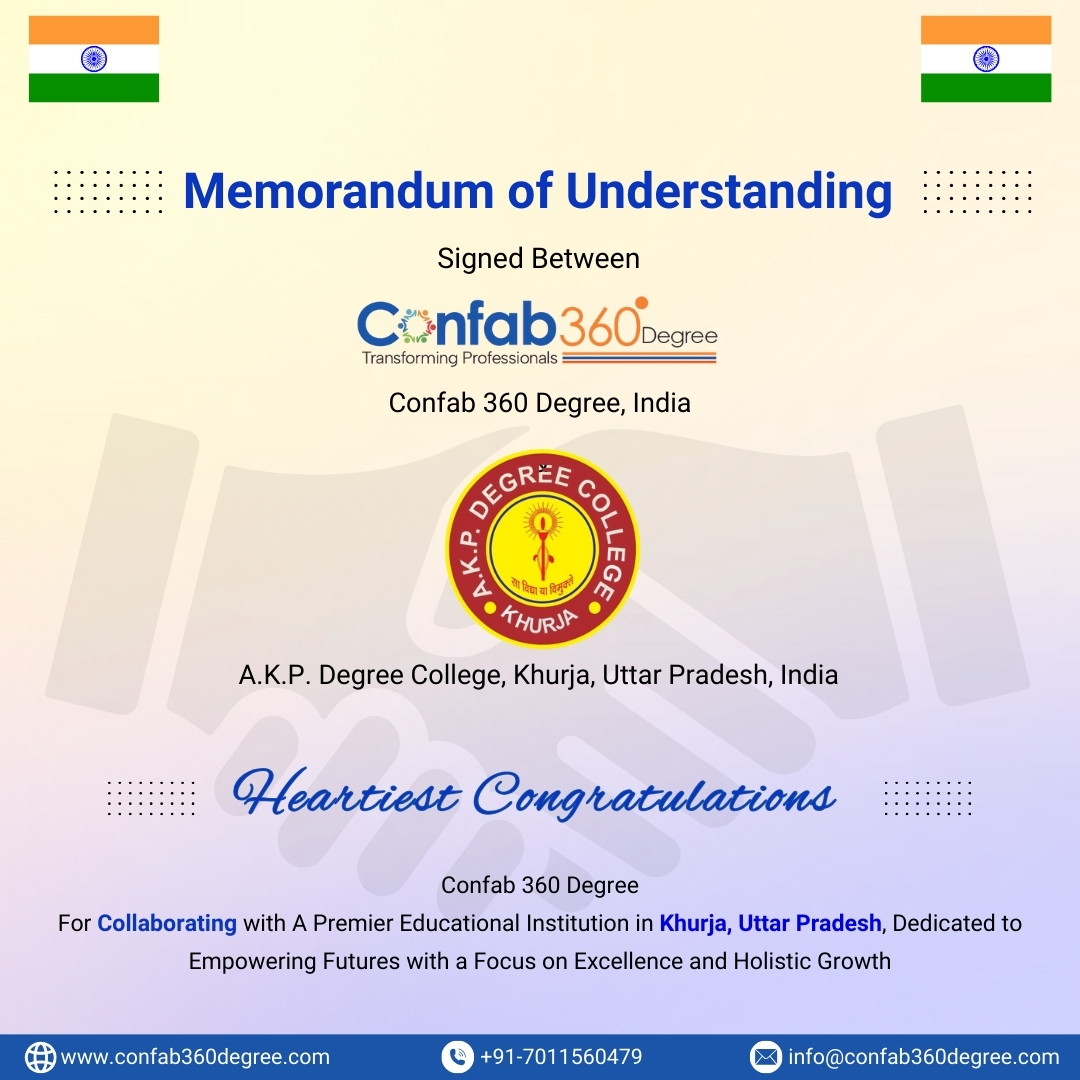 Memorandum of Understanding
Signed Between
Confab 360 Degree
Transforming Professionals
Confab 360 Degree, India
A.K.P. DEGREE COLLEGE
सा विद्या या विमुक्तये
KHURJA
A.K.P. Degree College, Khurja, Uttar Pradesh, India
Heartiest Congratulations
Confab 360 Degree
For Collaborating with A Premier Educational Institution in Khurja, Uttar Pradesh, Dedicated to
Empowering Futures with a Focus on Excellence and Holistic Growth
www.confab360degree.com
+91-7011560479
info@confab360degree.com